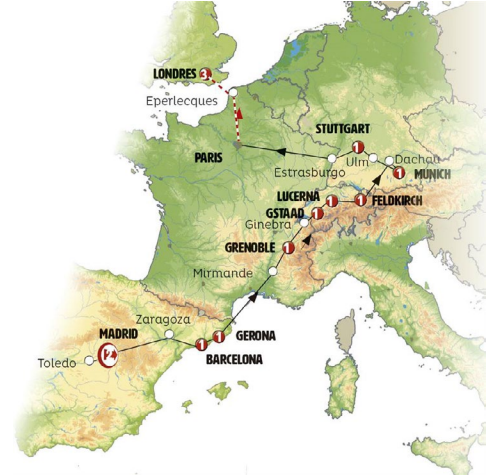 LONDRES 3
Eperlecques
STUTTGART
1
PARIS
Ulm
Dachau
Estrasburgo
1 MUNICH
LUCERNA 1
1 FELDKIRCH
GSTAAD 1
Ginebra
GRENOBLE 1
Mirmande
Zaragoza
MADRID
1 GERONA
Toledo
2
1
BARCELONA